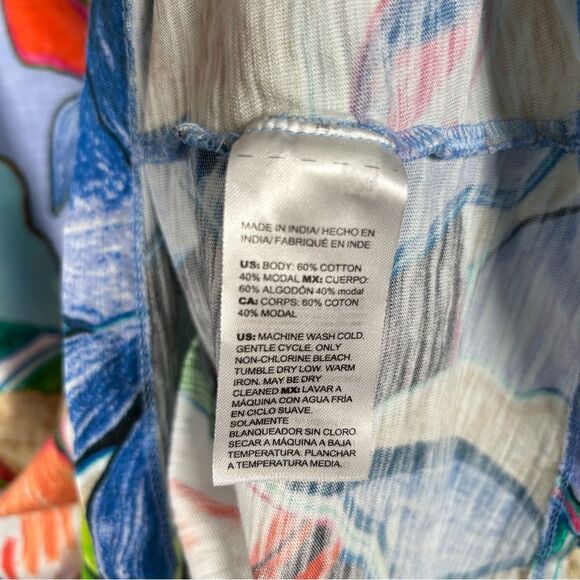 MADE IN INDIA/ HECHO EN
INDIA/ FABRIQUÉ EN INDE
US: BODY: 60% COTTON
40% MODAL MX: CUERPO:
60% ALGODÓN 40% modal
CA: CORPS: 60% COTON
40% MODAL
US: MACHINE WASH COLD,
GENTLE CYCLE. ONLY
NON-CHLORINE BLEACH
TUMBLE DRY LOW. WARM
IRON. MAY BE DRY
CLEANED MX: LAVAR A
MÁQUINA CON AGUA FRÍA
EN CICLO SUAVE.
SOLAMENTE
BLANQUEADOR SIN CLORO.
SECAR A MÁQUINA A BAJA
TEMPERATURA. PLANCHAR
A TEMPERATURA MEDIA.